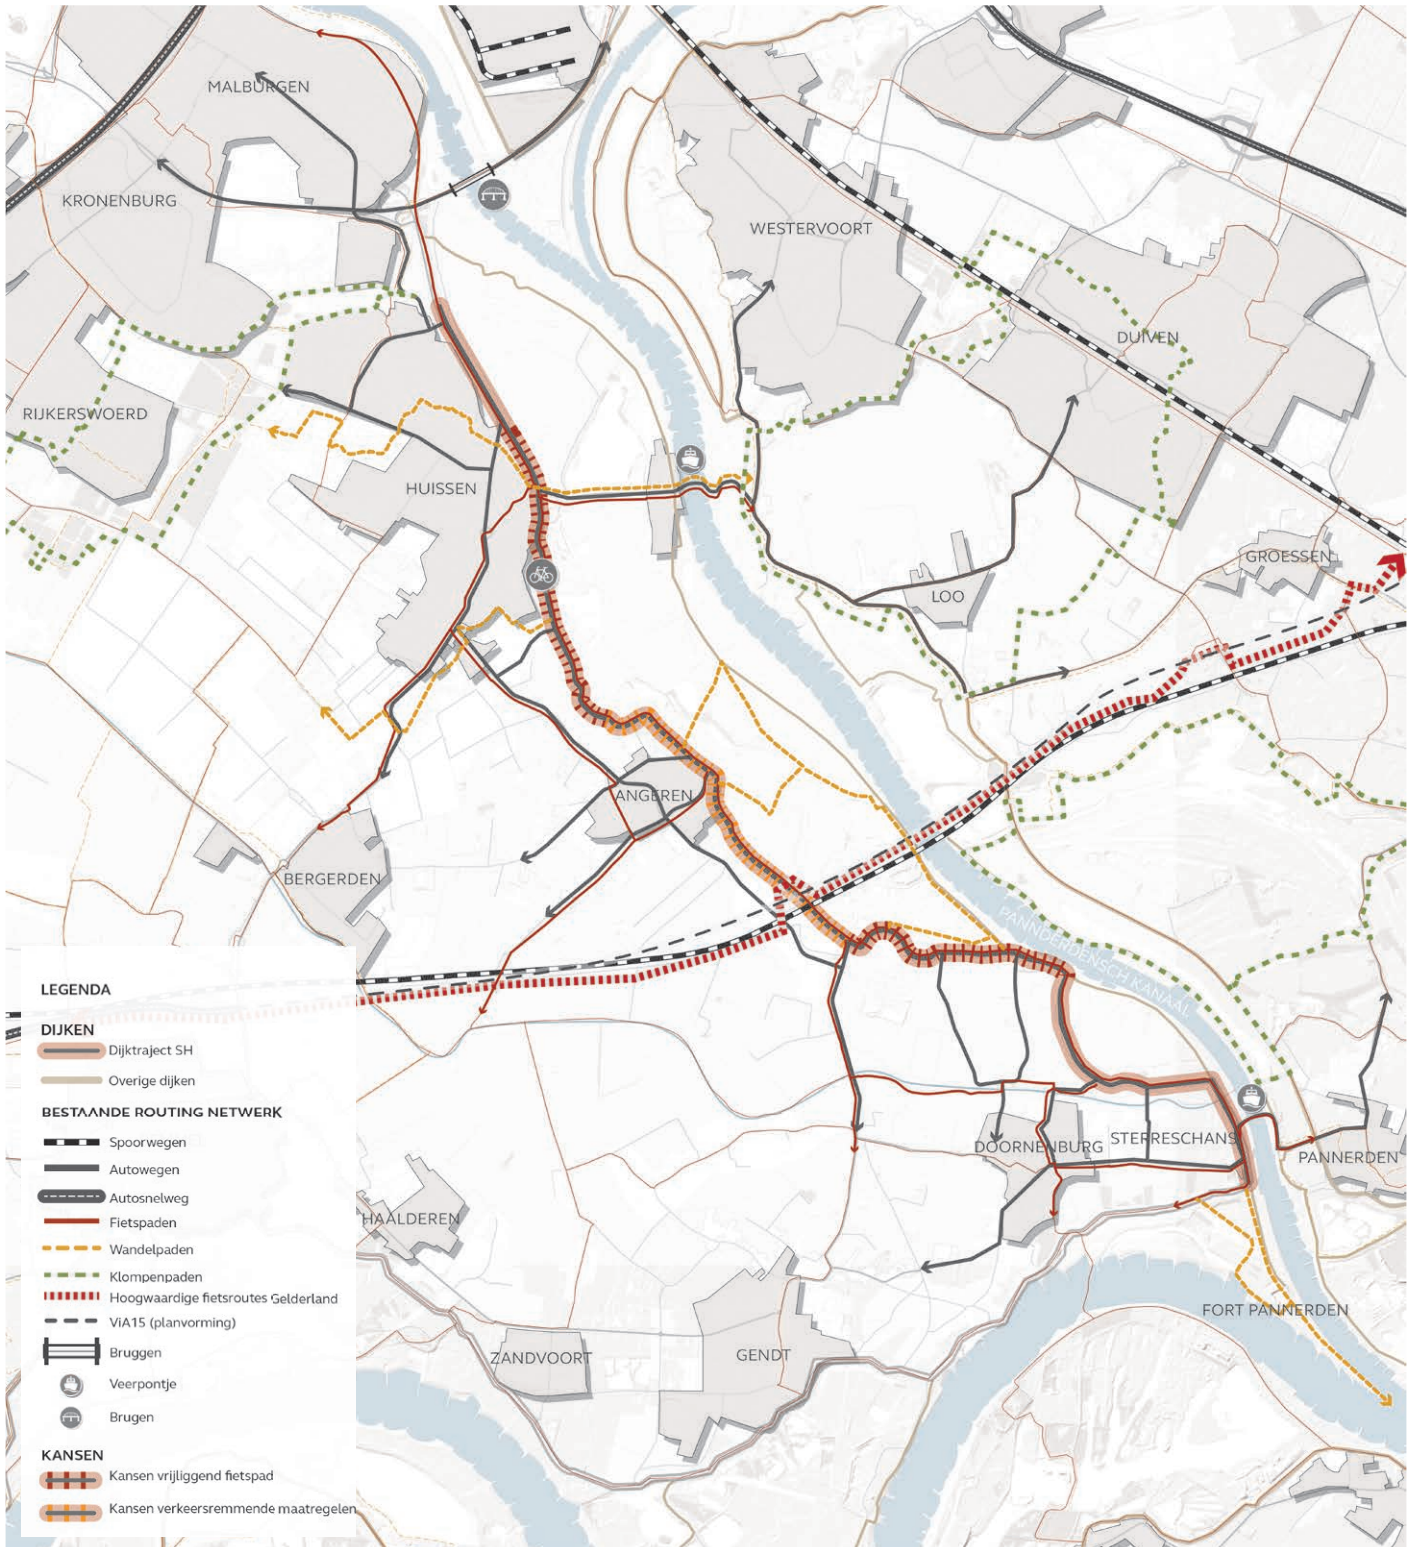 MALBURGEN
KRONENBURG
WESTERVOORT
DUIVEN
RIJKERSWOERD
HUISSEN
GROESSEN
LOO
ANGEREN
BERGERDEN
PANNDERDENSCH KANAAL
DOORNENBURG
STERRESCHANS
PANNERDEN
HAALDEREN
FORT PANNERDEN
ZANDVOORT
GENDT
LEGENDA
DIJKEN
Dijktraject SH
Overige dijken
BESTAANDE ROUTING NETWERK
Spoorwegen
Autowegen
Autosnelweg
Fietspaden
Wandelpaden
Klompenpaden
Hoogwaardige fietsroutes Gelderland
ViA15 (planvorming)
Bruggen
Veerpontje
Brugen
KANSEN
Kansen vrijliggend fietspad
Kansen verkeersremmende maatregelen